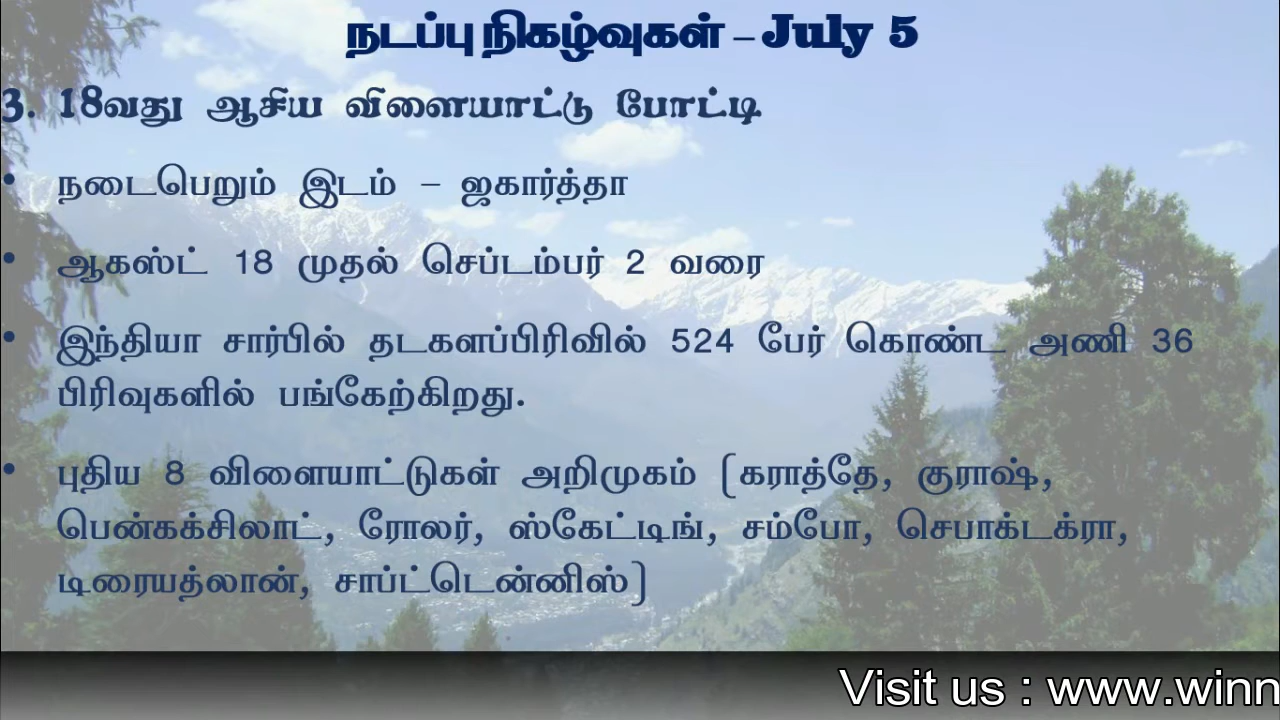 நடப்பு நிகழ்வுகள் – July 5
3. 18வது ஆசிய விளையாட்டு போட்டி
• நடைபெறும் இடம் – ஜகார்த்தா
• ஆகஸ்ட் 18 முதல் செப்டம்பர் 2 வரை
• இந்தியா சார்பில் தடகளப்பிரிவில் 524 பேர் கொண்ட அணி 36
பிரிவுகளில் பங்கேற்கிறது.
• புதிய 8 விளையாட்டுகள் அறிமுகம் (கராத்தே, குராஷ்,
பென்கக்சிலாட், ரோலர், ஸ்கேட்டிங், சம்போ, செபாக்டக்ரா,
டிரையத்லான், சாப்ட்டென்னிஸ்)
Visit us : www.winn